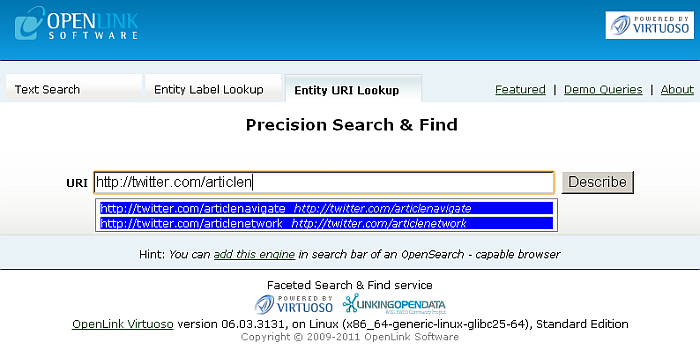 OPENLINK
SOFTWARE
POWERED BY
VIRTUOSO
Text Search
Entity Label Lookup
Entity URI Lookup
Featured | Demo Queries | About
Precision Search & Find
URI http://twitter.com/articlen Describe
http://twitter.com/articlenavigate http://twitter.com/articlenavigate
http://twitter.com/articlenetwork http://twitter.com/articlenetwork
Hint: You can add this engine in search bar of an OpenSearch - capable browser
Faceted Search & Find service
POWERED BY
VIRTUOSO
LINKINGOPENDATA
W3C SWEO Community Project
OpenLink Virtuoso version 06.03.3131, on Linux (x86_64-generic-linux-glibc25-64), Standard Edition
Copyright © 2009-2011 OpenLink Software